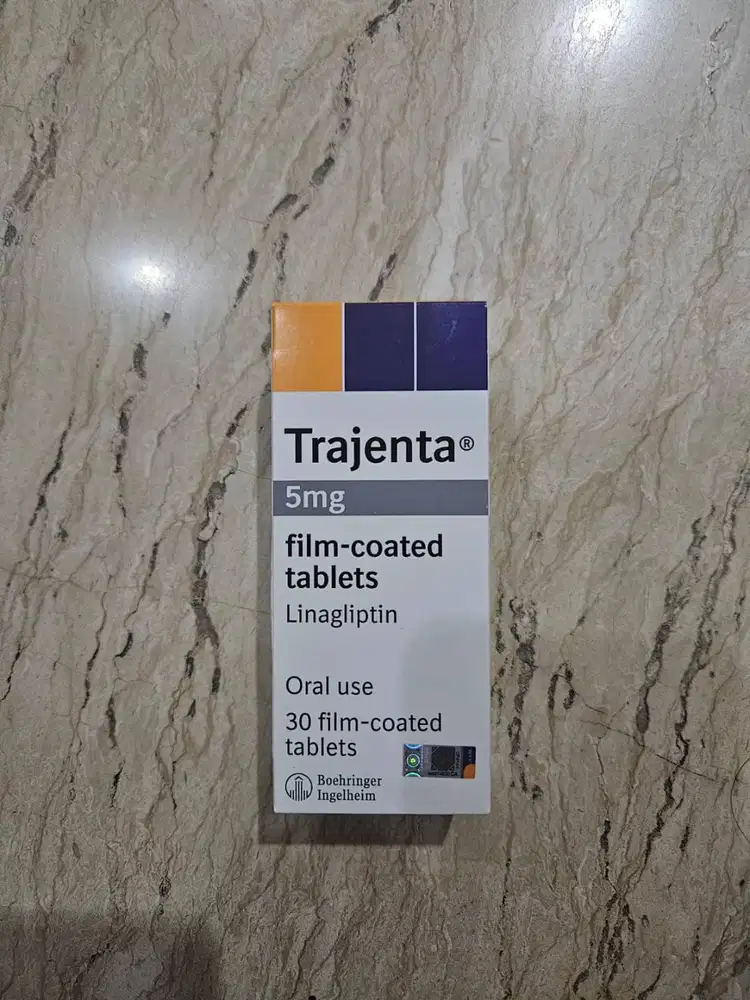 Trajenta®
5mg
film-coated
tablets
Linagliptin
Oral use
30 film-coated
tablets
Boehringer
Ingelheim